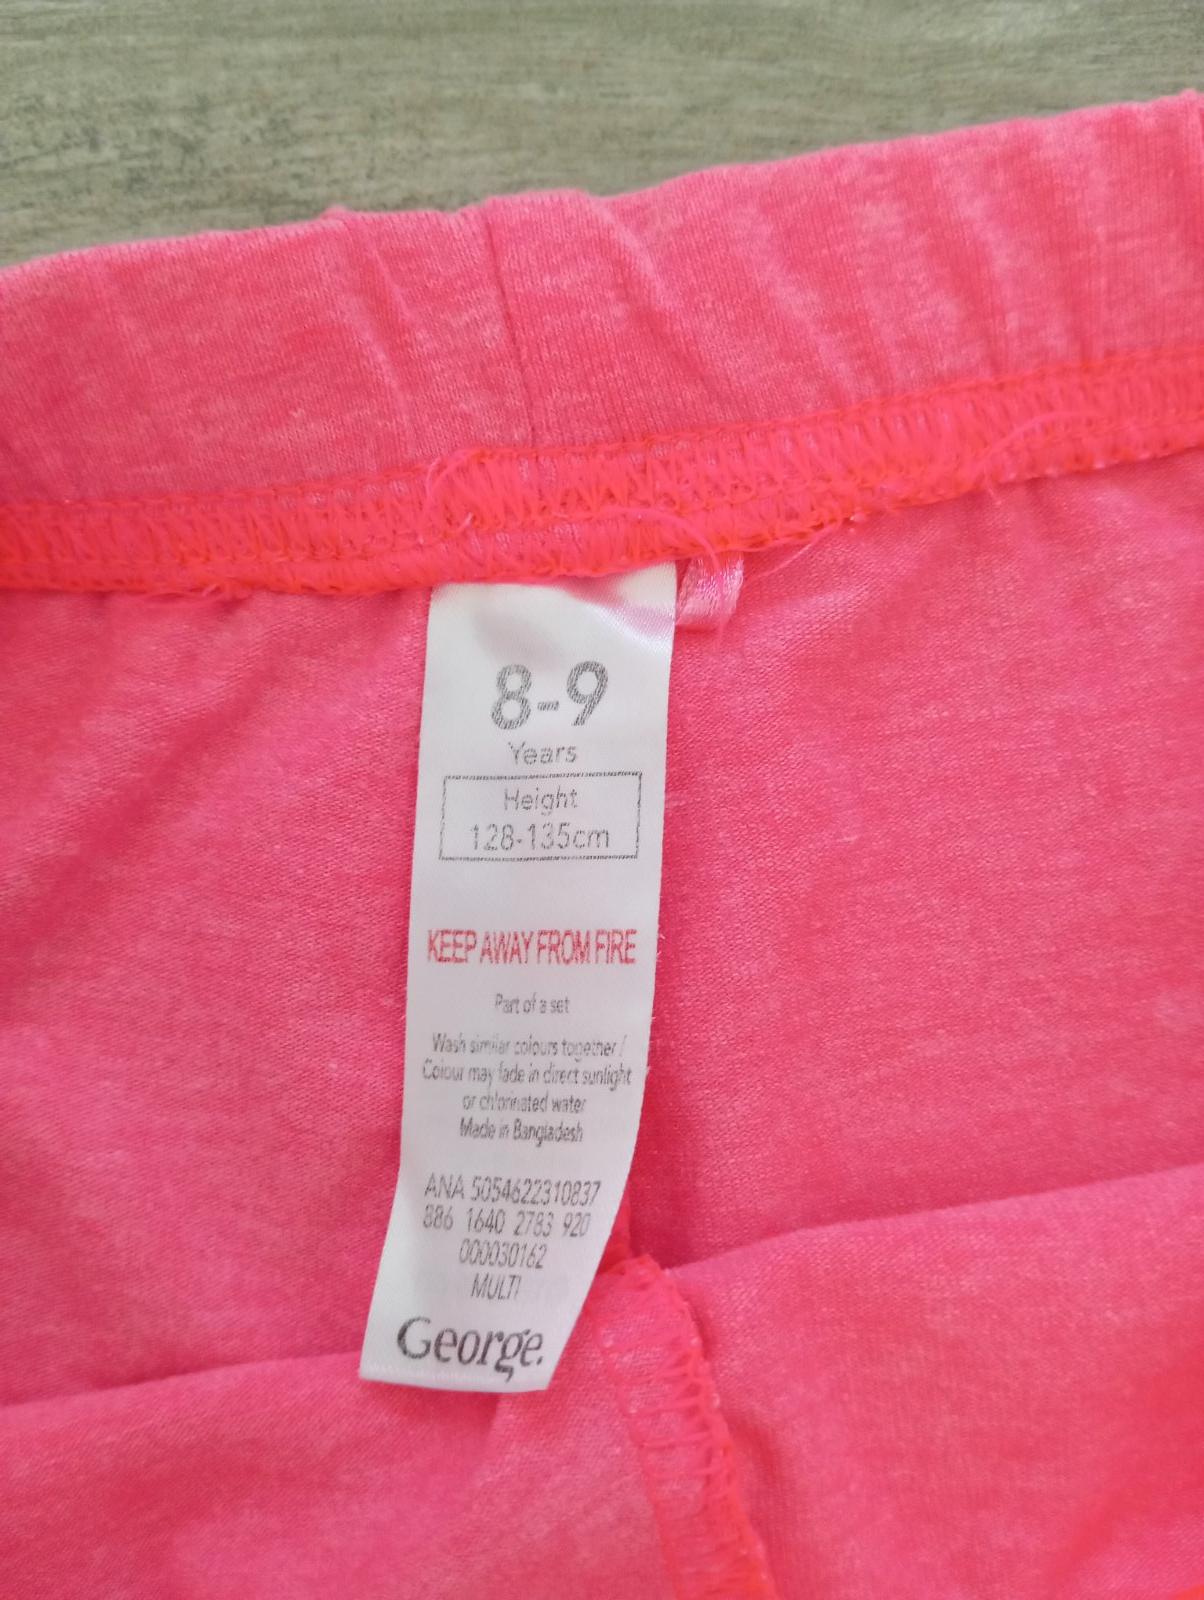 8-9
Years
Height
128-135cm
KEEP AWAY FROM FIRE
Part of a set
Wash similar colours together /
Colour may fade in direct sunlight
or chlorinated water
Made in Bangladesh
ANA 5054622310837
886 1640 2783 920
000030162
MULTI
George.